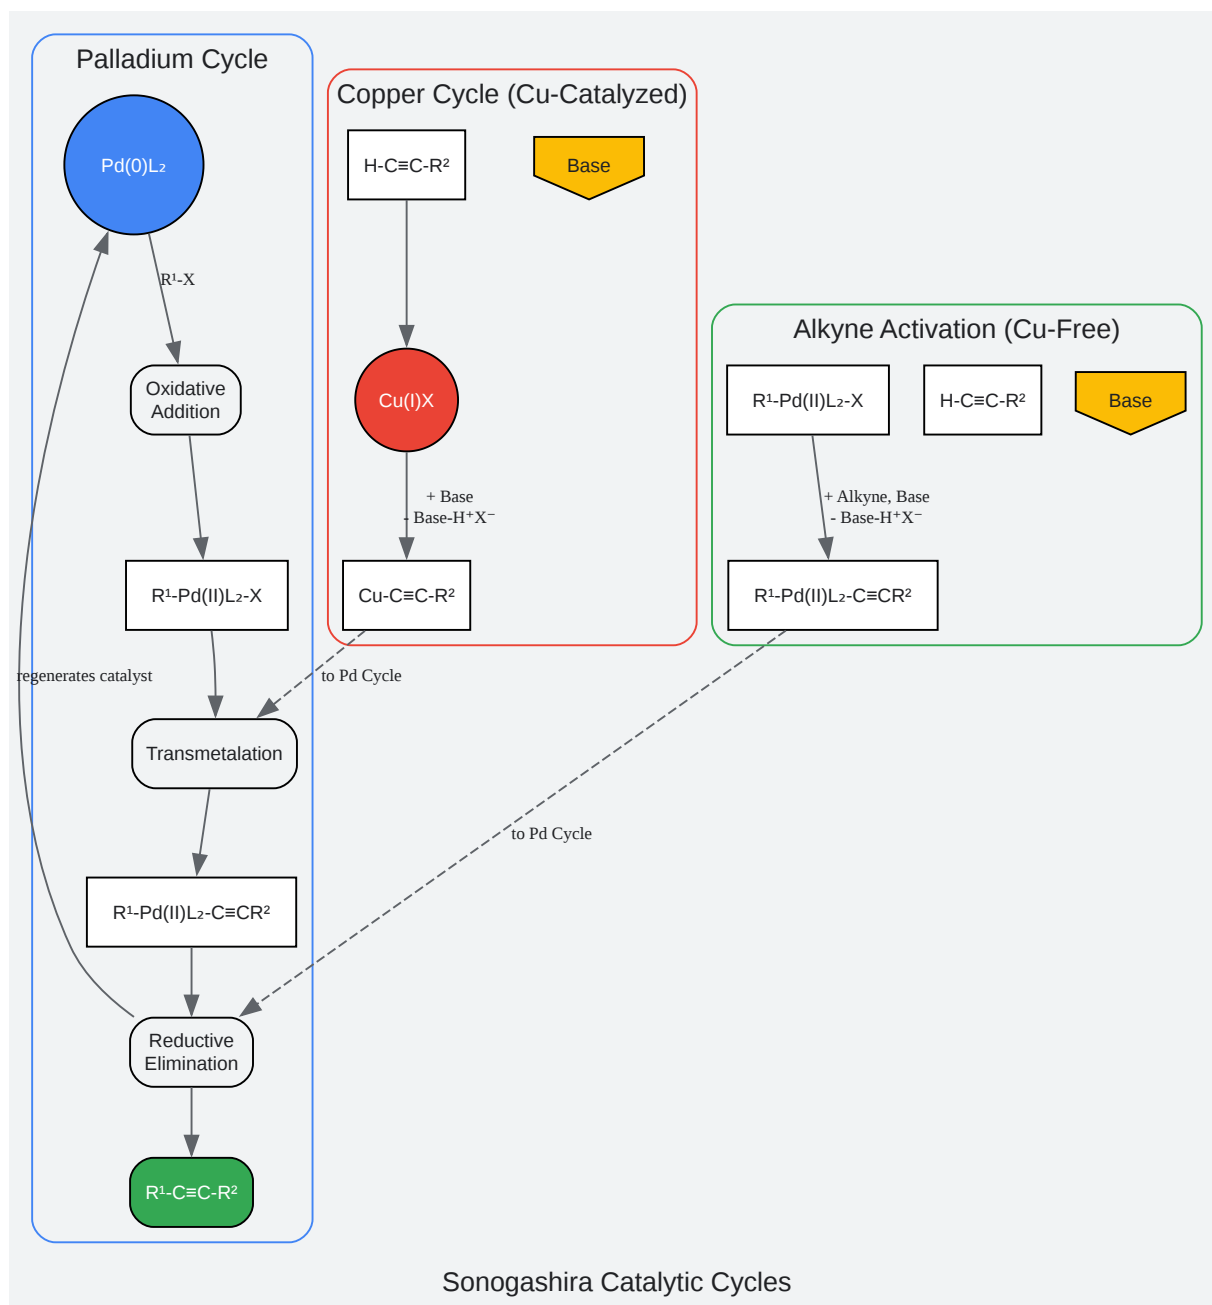 Palladium Cycle
Pd(0)L₂
R¹-X
Oxidative
Addition
R¹-Pd(II)L₂-X
regenerates catalyst
Transmetalation
R¹-Pd(II)L₂-C≡CR²
Reductive
Elimination
R¹-C≡C-R²
Copper Cycle (Cu-Catalyzed)
H-C≡C-R²
Base
Cu(I)X
+ Base
- Base-H⁺X⁻
Cu-C≡C-R²
to Pd Cycle
Alkyne Activation (Cu-Free)
R¹-Pd(II)L₂-X
H-C≡C-R²
Base
+ Alkyne, Base
- Base-H⁺X⁻
R¹-Pd(II)L₂-C≡CR²
to Pd Cycle
Sonogashira Catalytic Cycles